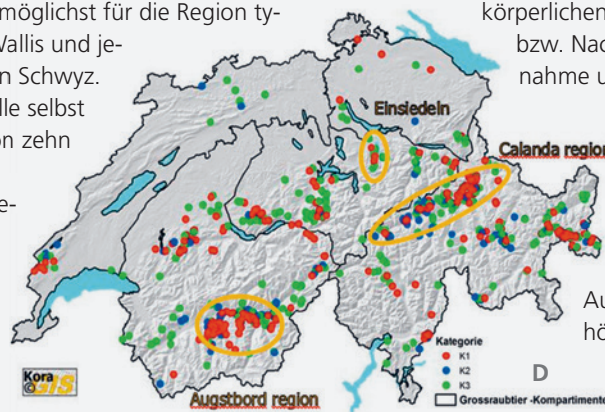 möglichst für die Region ty-
Wallis und je-
n Schwyz.
lle selbst
on zehn
e-
körperlichen
bzw. Nac
nahme u
Au
hö
Einsiedeln
Calanda region
Augstbord region
Kategorie
K1
K2
K3
Grossraubtier -Kompartimente
D
Kora
©GIS